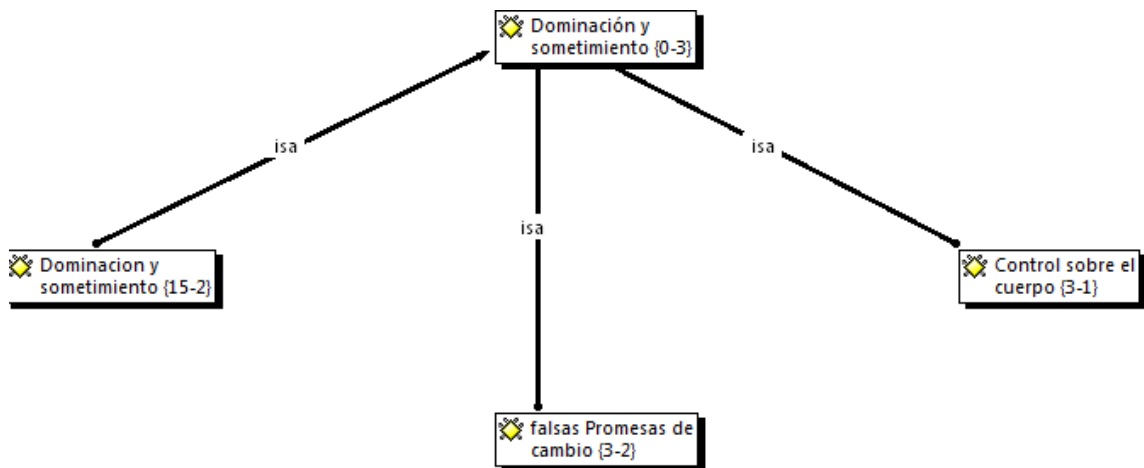 Dominación y
sometimiento {0-3}
isa
isa
isa
Dominacion y
sometimiento {15-2}
Control sobre el
cuerpo {3-1}
falsas Promesas de
cambio {3-2}